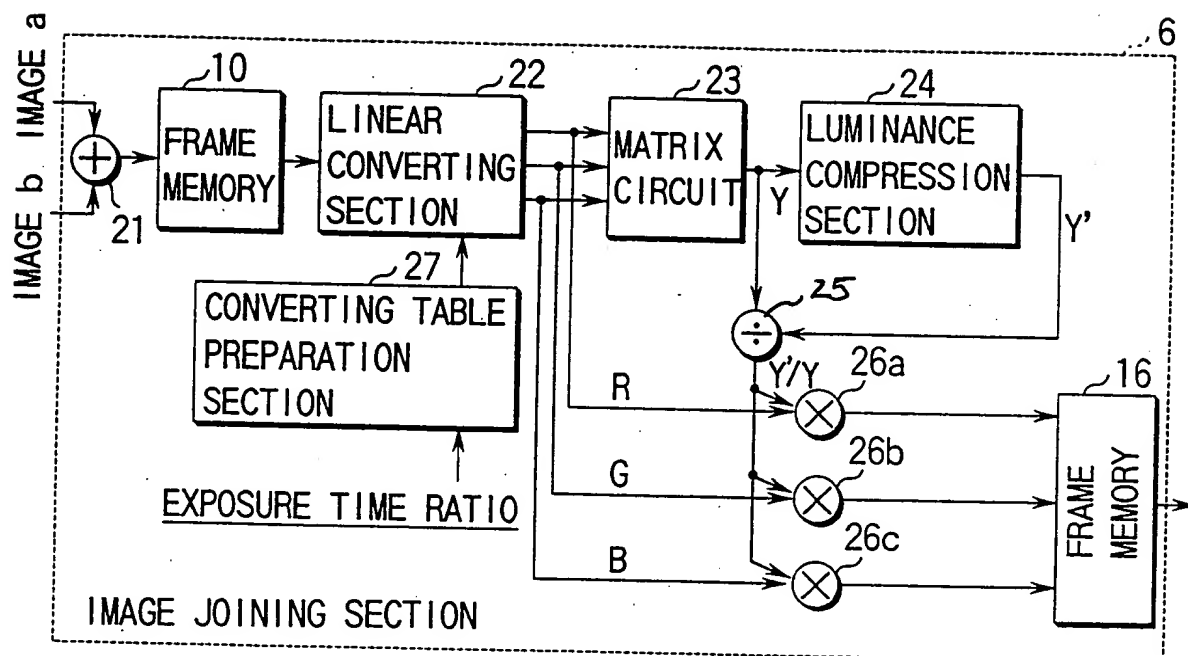 6
IMAGE a
IMAGE b
21
10
FRAME
MEMORY
22
LINEAR
CONVERTING
SECTION
23
MATRIX
CIRCUIT
24
LUMINANCE
COMPRESSION
SECTION
Y
Y'
27
CONVERTING TABLE
PREPARATION
SECTION
25
÷
Y'/Y
EXPOSURE TIME RATIO
R
26a
G
26b
B
26c
16
FRAME
MEMORY
IMAGE JOINING SECTION